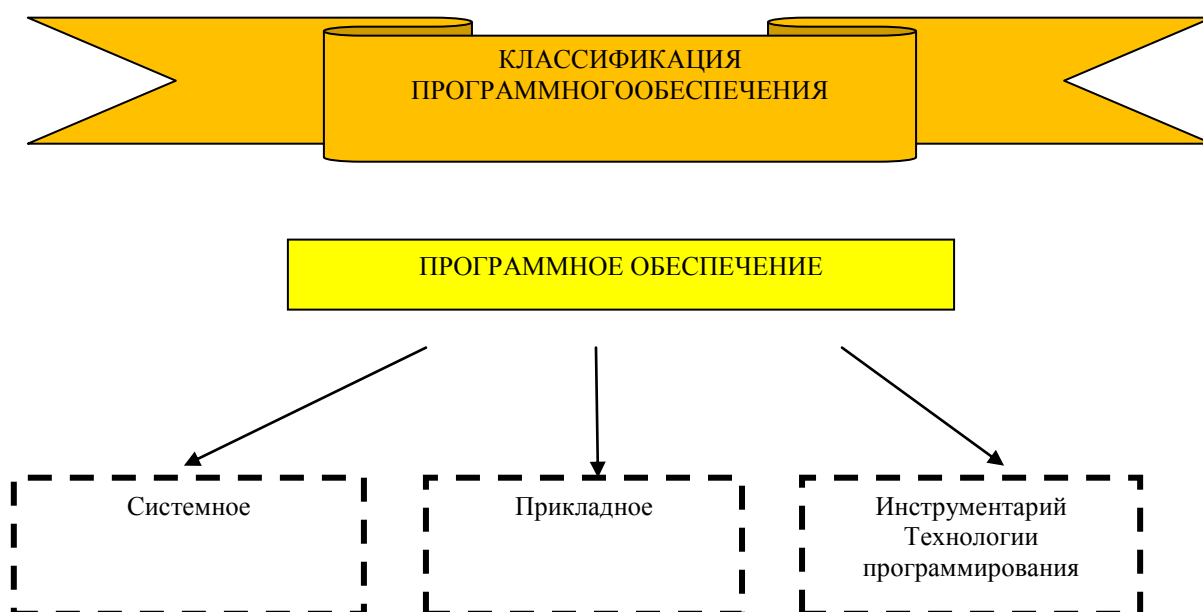 КЛАССИФИКАЦИЯ
ПРОГРАММНОГООБЕСПЕЧЕНИЯ
ПРОГРАММНОЕ ОБЕСПЕЧЕНИЕ
Системное
Прикладное
Инструментарий
Технологии
программирования